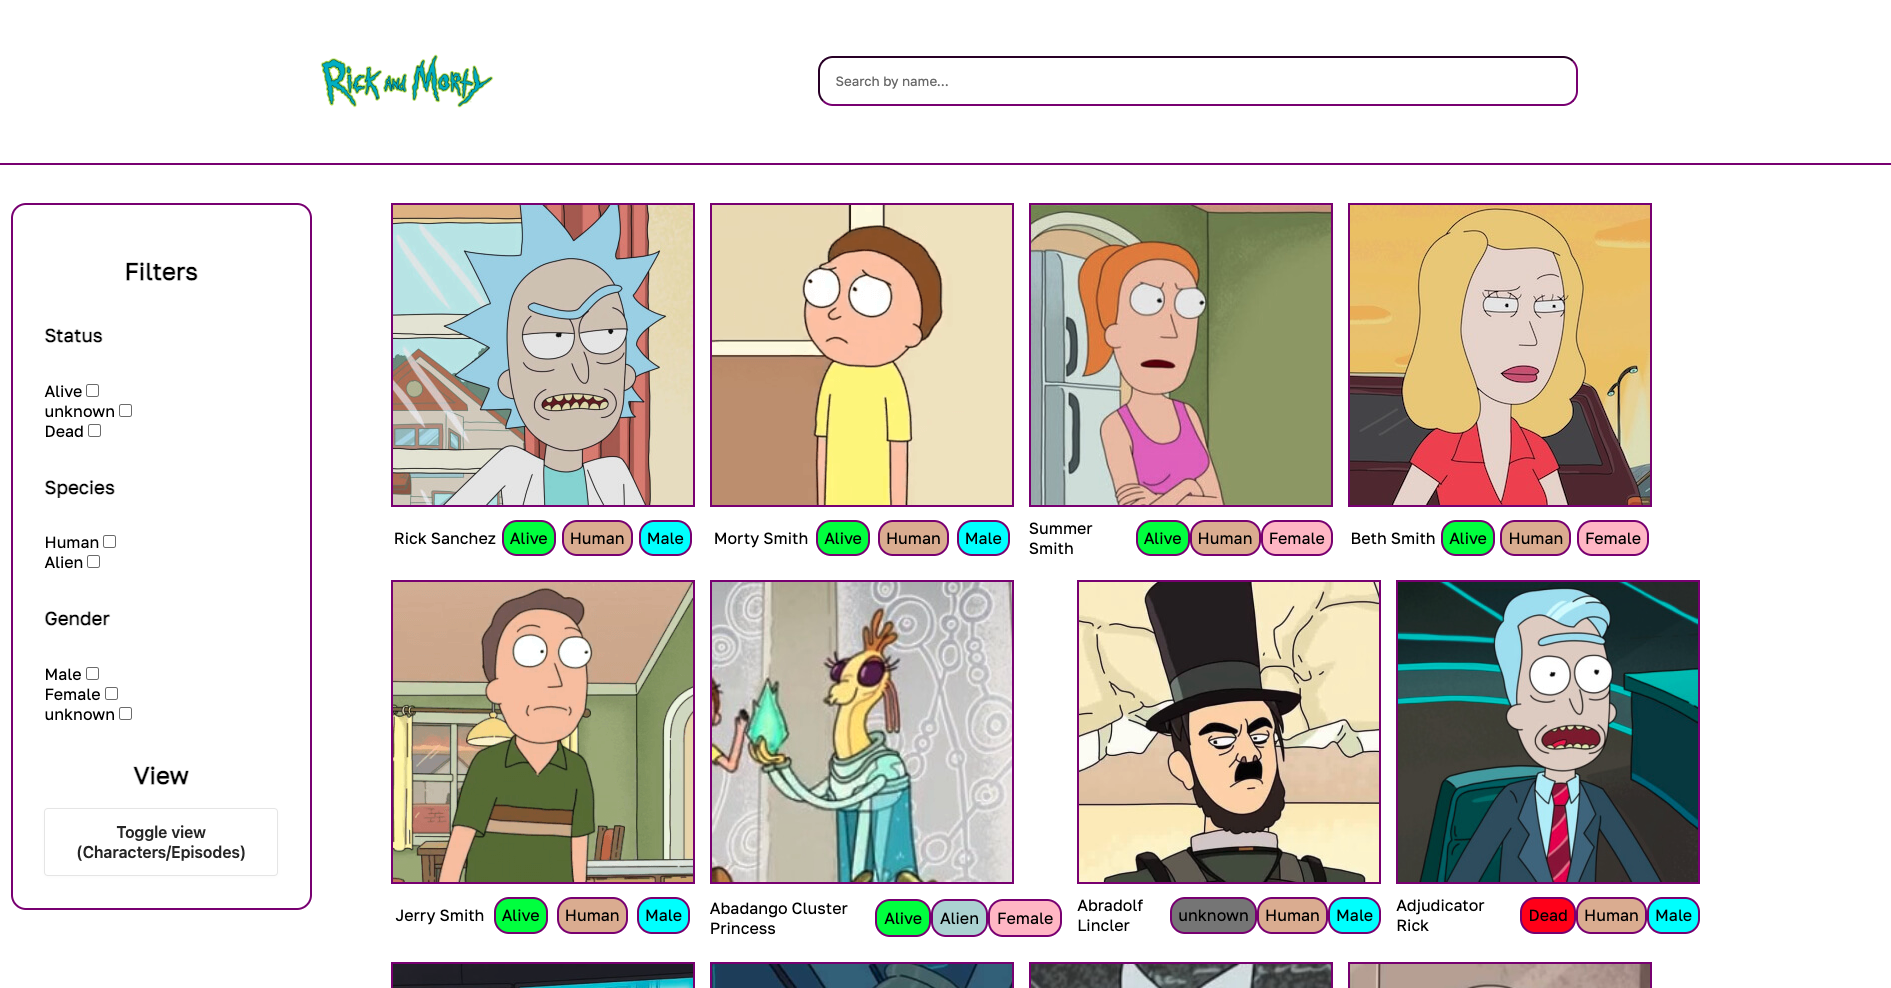 Rick and Morty
Search by name...
Filters
Status
Alive
unknown
Dead
Species
Human
Alien
Gender
Male
Female
unknown
View
Toggle view
(Characters/Episodes)
Rick Sanchez Alive Human Male
Morty Smith Alive Human Male
Summer
Smith
Alive Human Female
Beth Smith Alive Human Female
Jerry Smith Alive Human Male
Abadango Cluster
Princess
Alive Alien Female
Abradolf
Lincler
unknown Human Male
Adjudicator
Rick
Dead Human Male